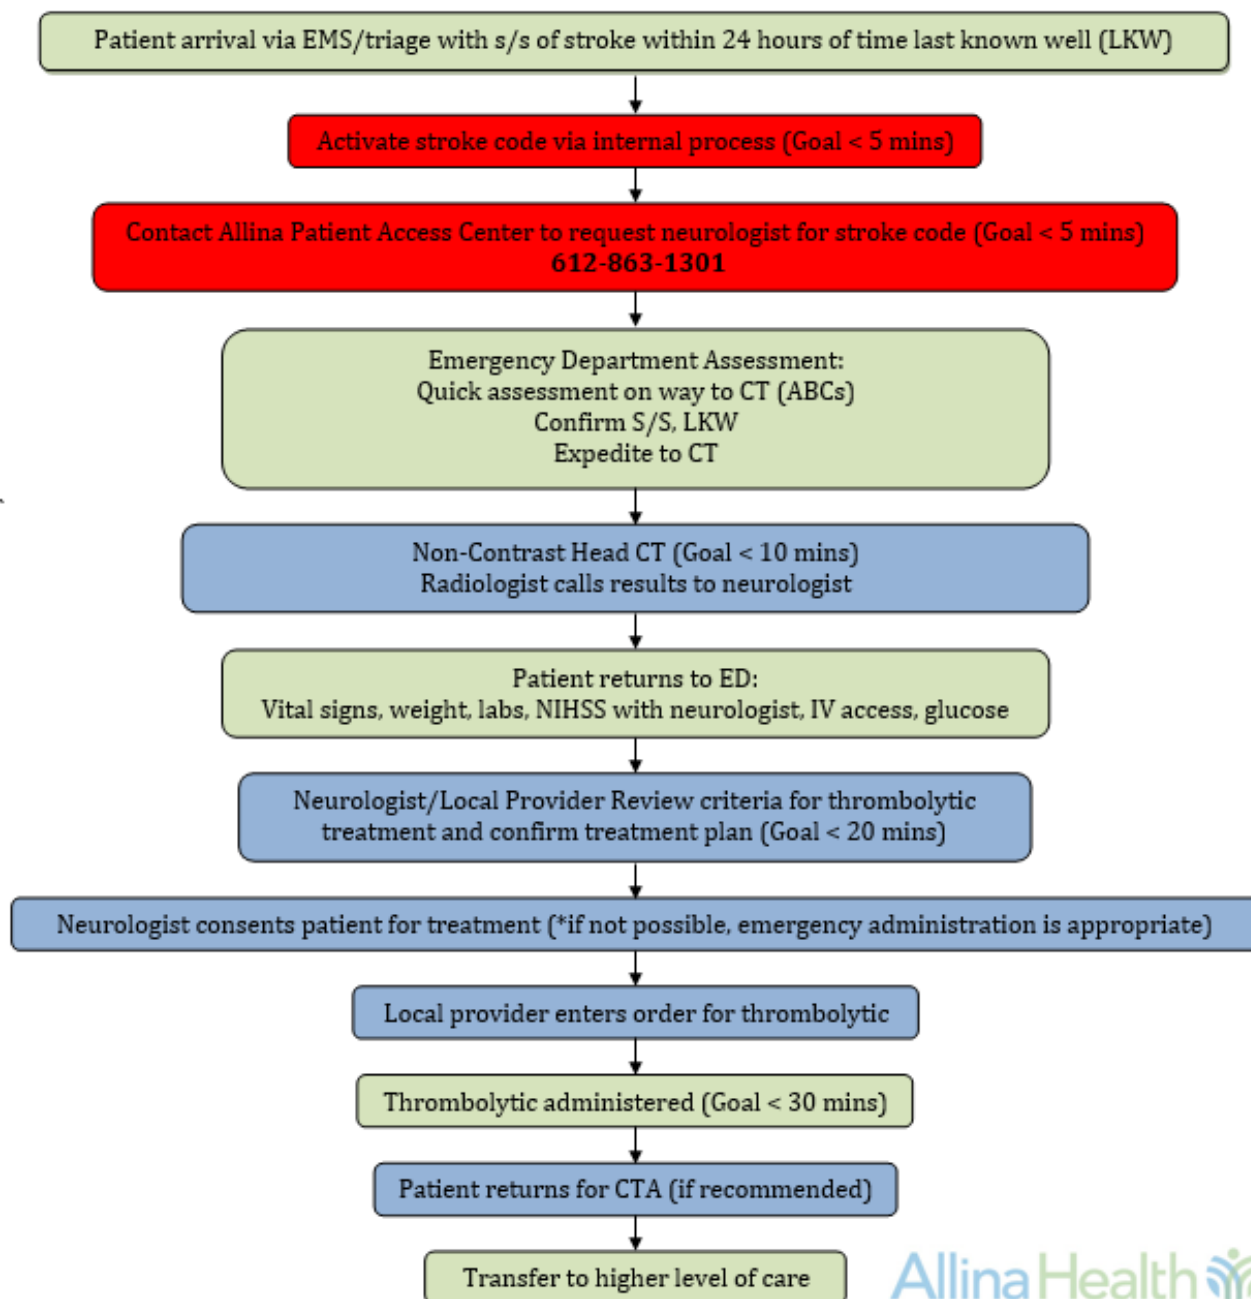 Patient arrival via EMS/triage with s/s of stroke within 24 hours of time last known well (LKW)
Activate stroke code via internal process (Goal < 5 mins)
Contact Allina Patient Access Center to request neurologist for stroke code (Goal < 5 mins)
612-863-1301
Emergency Department Assessment:
Quick assessment on way to CT (ABCs)
Confirm S/S, LKW
Expedite to CT
Non-Contrast Head CT (Goal < 10 mins)
Radiologist calls results to neurologist
Patient returns to ED:
Vital signs, weight, labs, NIHSS with neurologist, IV access, glucose
Neurologist/Local Provider Review criteria for thrombolytic
treatment and confirm treatment plan (Goal < 20 mins)
Neurologist consents patient for treatment (*if not possible, emergency administration is appropriate)
Local provider enters order for thrombolytic
Thrombolytic administered (Goal < 30 mins)
Patient returns for CTA (if recommended)
Transfer to higher level of care
Allina Health